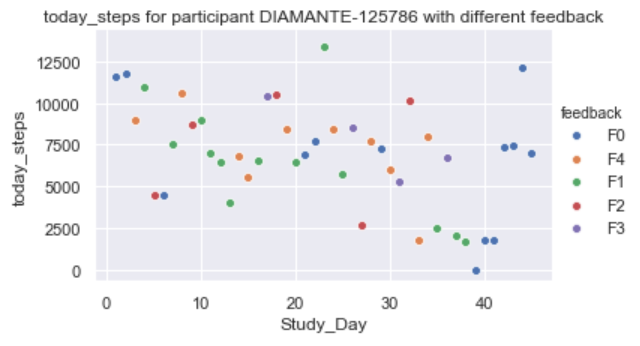 today_steps for participant DIAMANTE-125786 with different feedback
12500
10000
7500
5000
2500
0
today_steps
0 10 20 30 40
Study_Day
feedback
F0
F4
F1
F2
F3